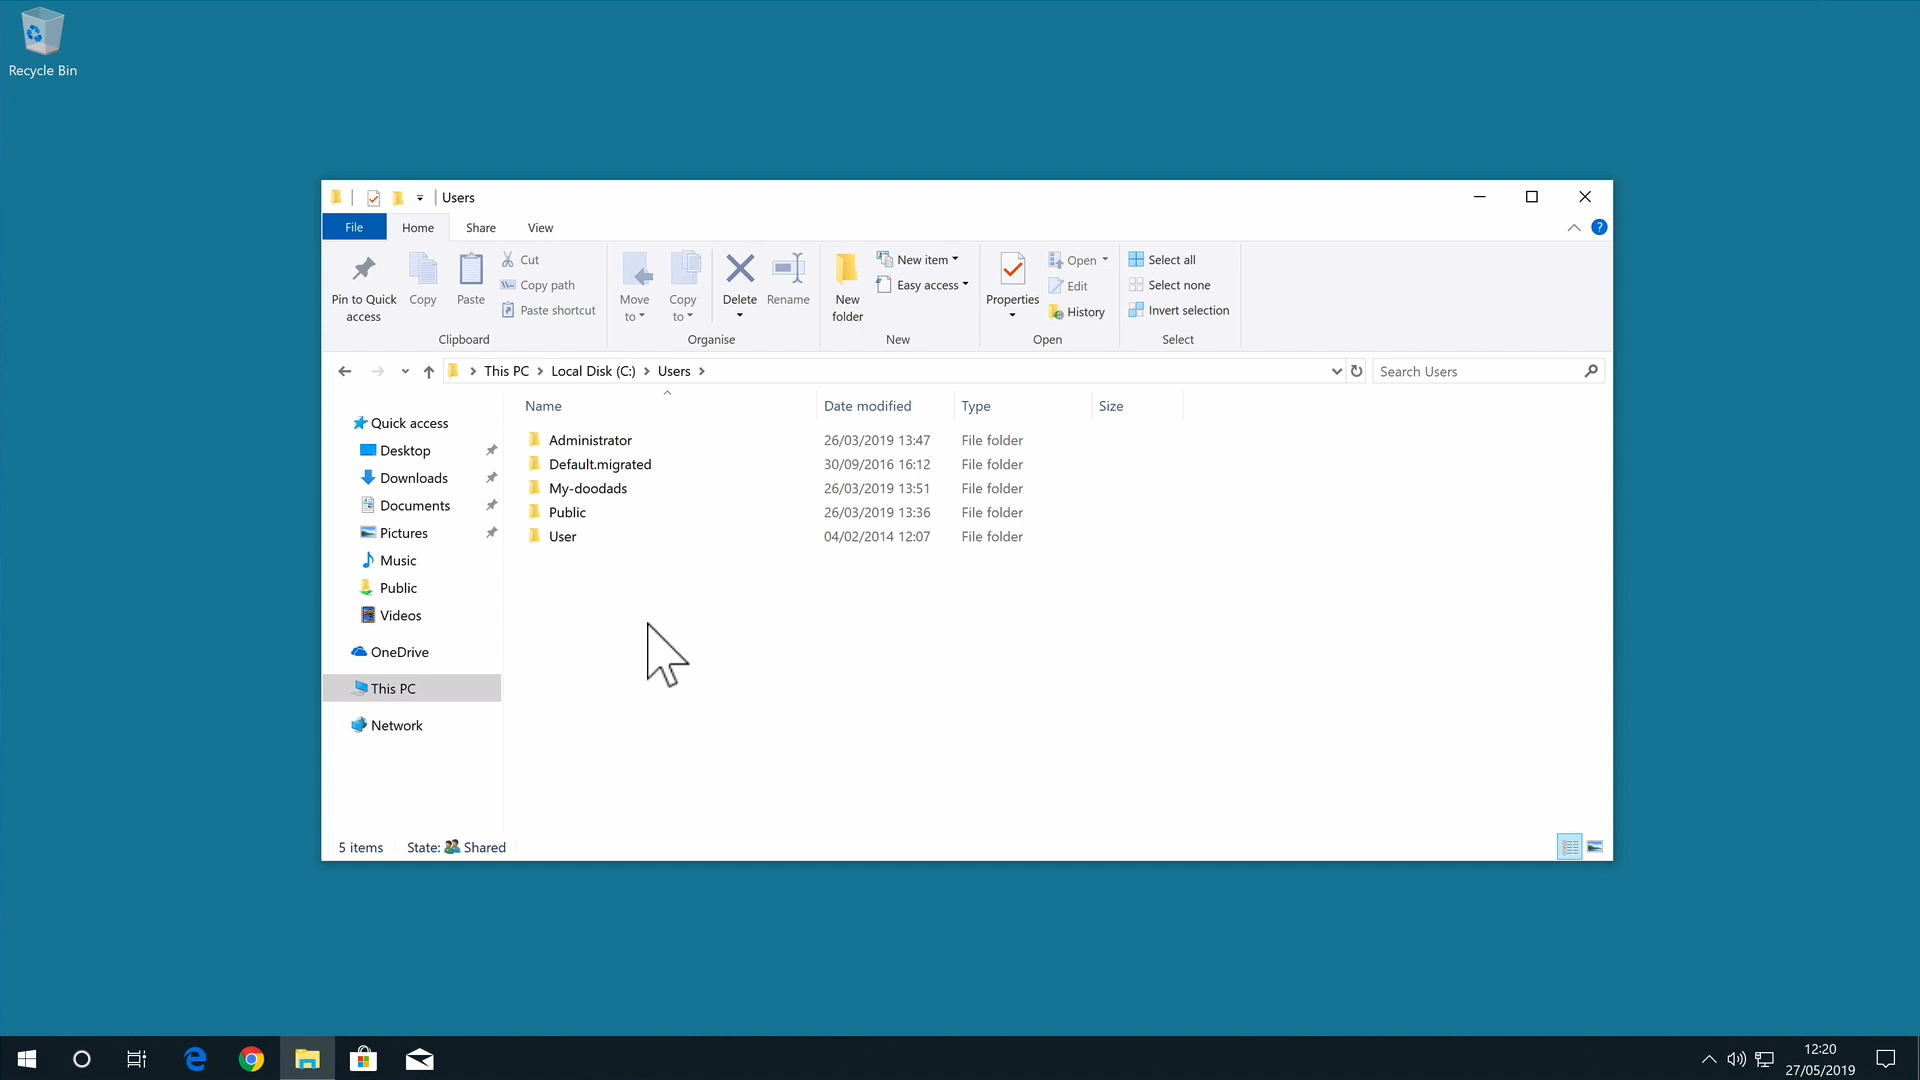 Recycle Bin
Users
File Home Share View
?
Pin to Quick access
Copy
Paste
Cut
Copy path
Paste shortcut
Clipboard
Move to
Copy to
Delete
Rename
Organise
New folder
New item
Easy access
New
Properties
Open
Edit
History
Open
Select all
Select none
Invert selection
Select
This PC Local Disk (C:) Users
Search Users
Quick access
Desktop
Downloads
Documents
Pictures
Music
Public
Videos
OneDrive
This PC
Network
Name Date modified Type Size
Administrator 26/03/2019 13:47 File folder
Default.migrated 30/09/2016 16:12 File folder
My-doodads 26/03/2019 13:51 File folder
Public 26/03/2019 13:36 File folder
User 04/02/2014 12:07 File folder
5 items State: Shared
12:20
27/05/2019